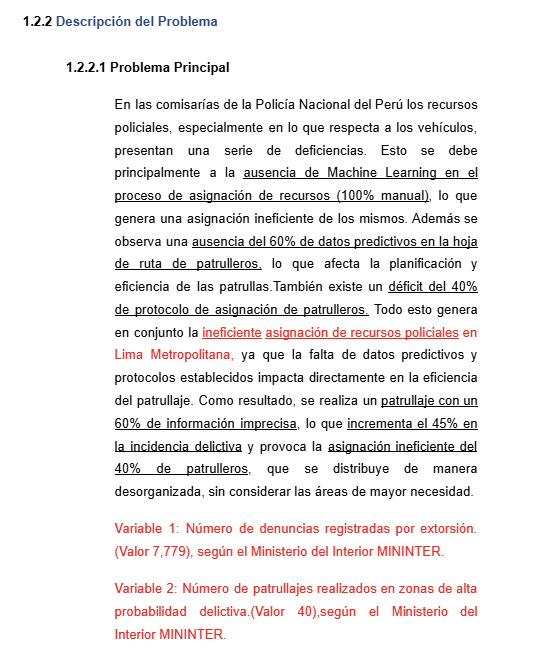 1.2.2 Descripción del Problema
1.2.2.1 Problema Principal
En las comisarías de la Policía Nacional del Perú los recursos
policiales, especialmente en lo que respecta a los vehículos,
presentan una serie de deficiencias. Esto se debe
principalmente a la ausencia de Machine Learning en el
proceso de asignación de recursos (100% manual), lo que
genera una asignación ineficiente de los mismos. Además se
observa una ausencia del 60% de datos predictivos en la hoja
de ruta de patrulleros, lo que afecta la planificación y
eficiencia de las patrullas.También existe un déficit del 40%
de protocolo de asignación de patrulleros. Todo esto genera
en conjunto la ineficiente asignación de recursos policiales en
Lima Metropolitana, ya que la falta de datos predictivos y
protocolos establecidos impacta directamente en la eficiencia
del patrullaje. Como resultado, se realiza un patrullaje con un
60% de información imprecisa, lo que incrementa el 45% en
la incidencia delictiva y provoca la asignación ineficiente del
40% de patrulleros, que se distribuye de manera
desorganizada, sin considerar las áreas de mayor necesidad.
Variable 1: Número de denuncias registradas por extorsión.
(Valor 7,779), según el Ministerio del Interior MININTER.
Variable 2: Número de patrullajes realizados en zonas de alta
probabilidad delictiva.(Valor 40),según el Ministerio del
Interior MININTER.